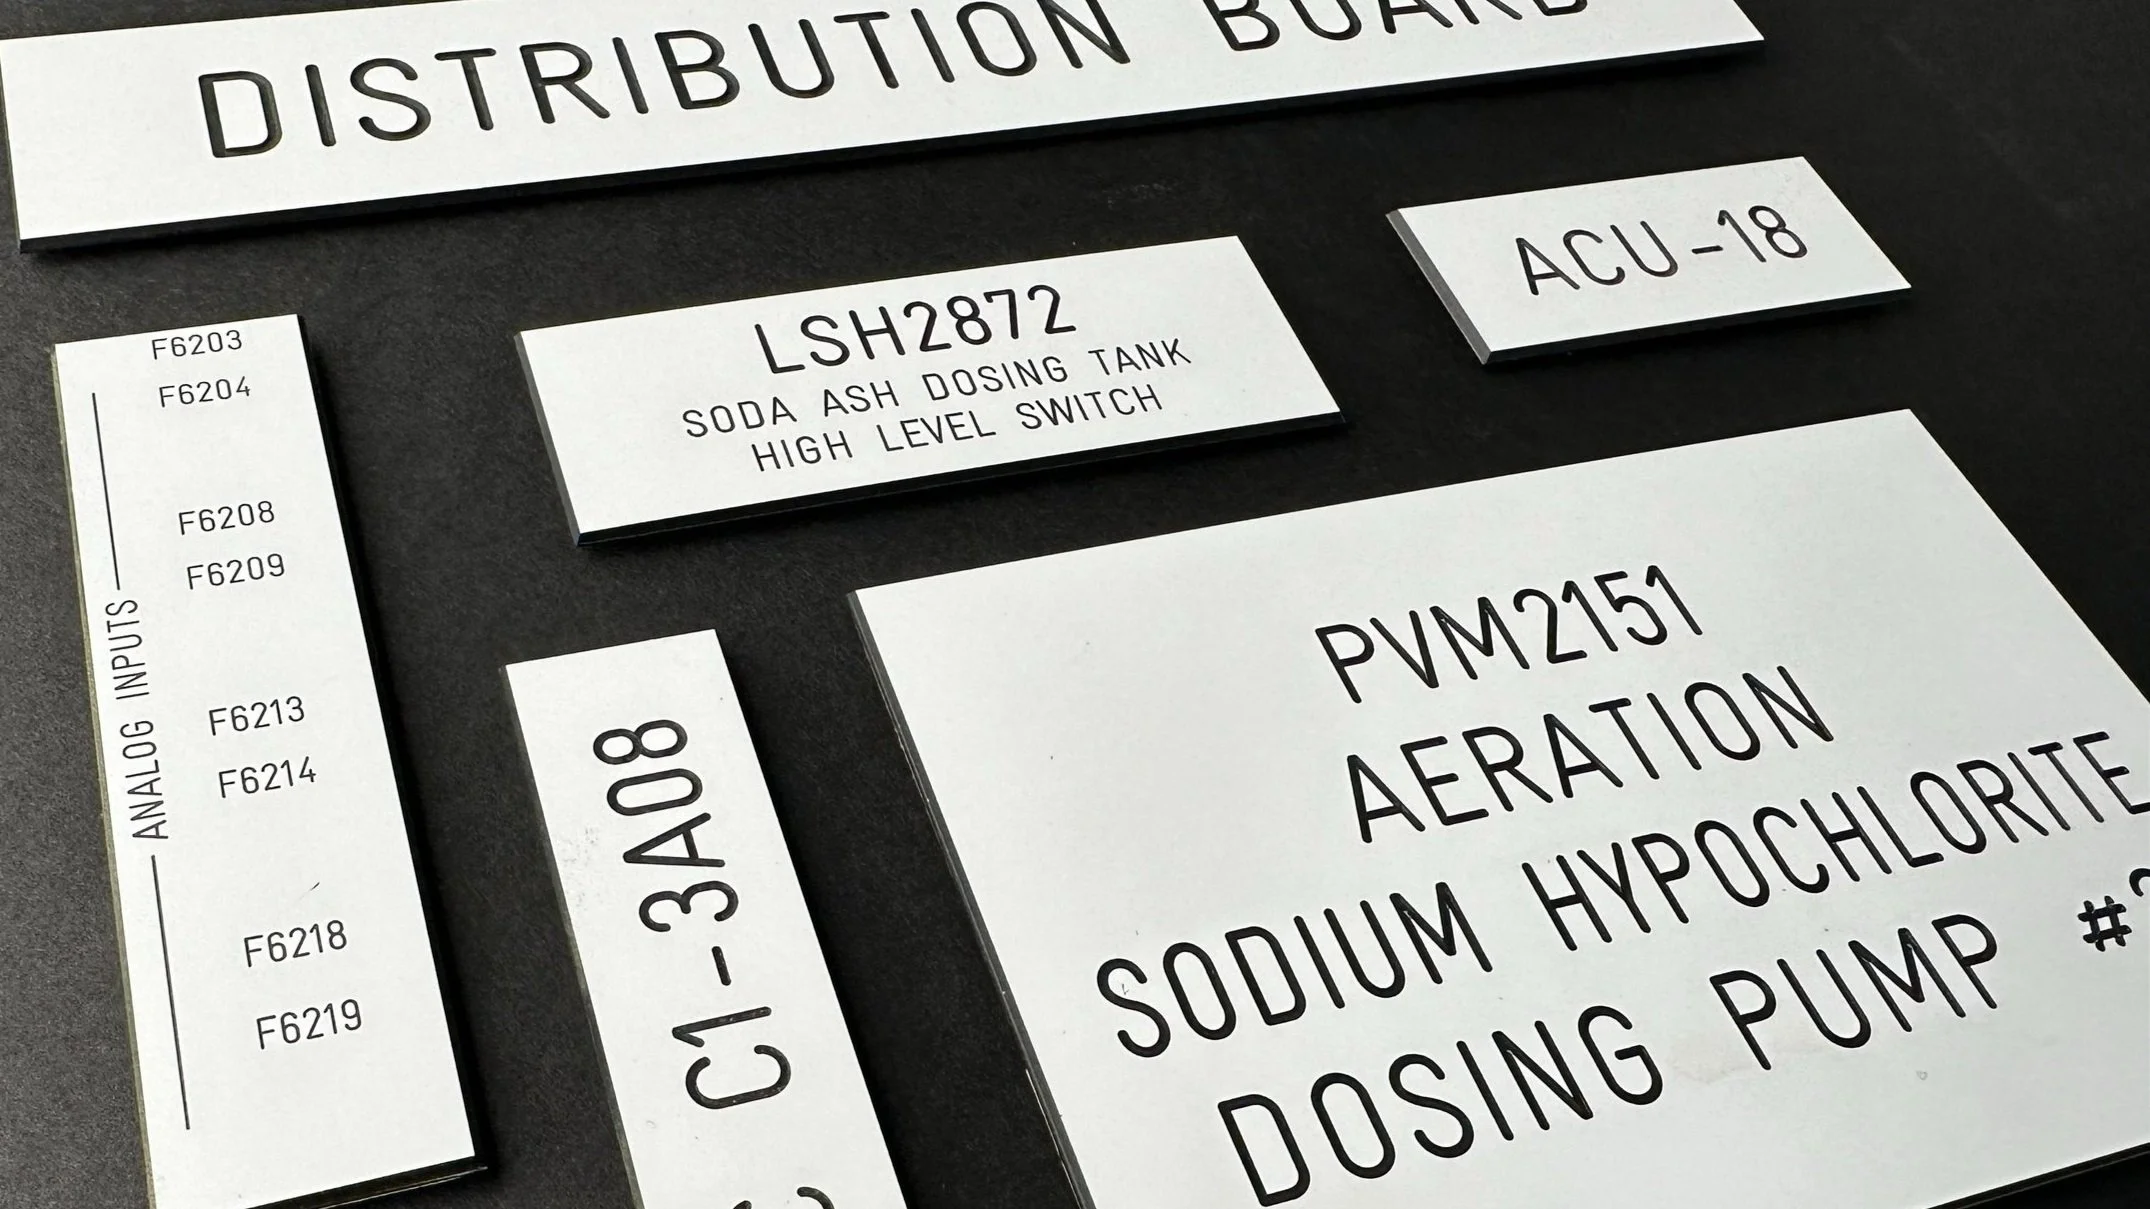 DISTRIBUTION BOARD
ACU-18
LSH2872
SODA ASH DOSING TANK
HIGH LEVEL SWITCH
F6203
F6204
F6208
F6209
F6213
F6214
F6218
F6219
ANALOG INPUTS
C1-3A08
PVM2151
AERATION
SODIUM HYPOCHLORITE
DOSING PUMP #